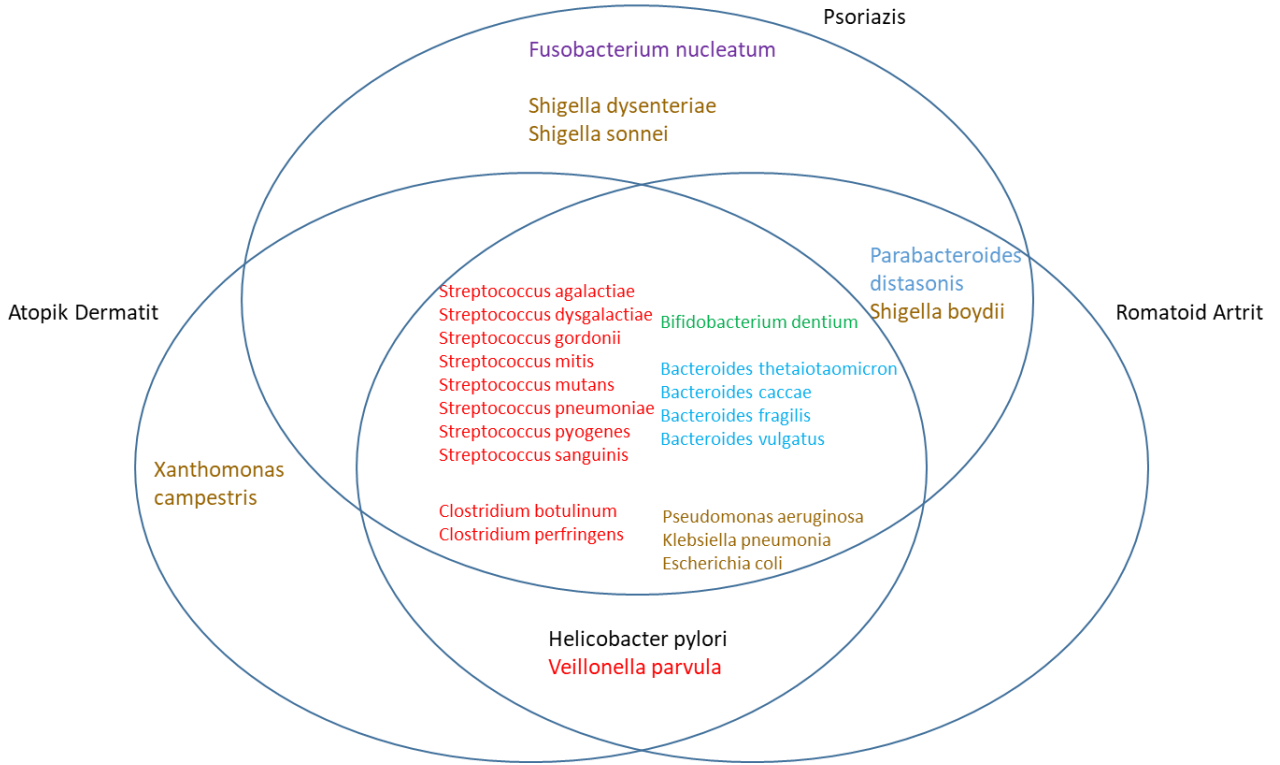 Psoriazis
Fusobacterium nucleatum
Shigella dysenteriae
Shigella sonnei
Atopik Dermatit
Romatoid Artrit
Parabacteroides
distasonis
Shigella boydii
Streptococcus agalactiae
Streptococcus dysgalactiae
Streptococcus gordonii
Streptococcus mitis
Streptococcus mutans
Streptococcus pneumoniae
Streptococcus pyogenes
Streptococcus sanguinis
Bifidobacterium dentium
Bacteroides thetaiotaomicron
Bacteroides caccae
Bacteroides fragilis
Bacteroides vulgatus
Xanthomonas
campestris
Clostridium botulinum
Clostridium perfringens
Pseudomonas aeruginosa
Klebsiella pneumonia
Escherichia coli
Helicobacter pylori
Veillonella parvula